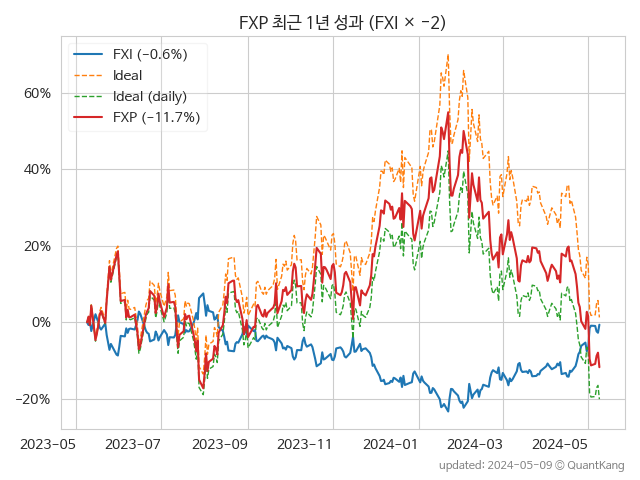 FXP 최근 1년 성과 (FXI × −2)
FXI (−0.6%)
Ideal
Ideal (daily)
FXP (−11.7%)
60%
40%
20%
0%
−20%
2023-05 2023-07 2023-09 2023-11 2024-01 2024-03 2024-05
updated: 2024-05-09 ⓒ QuantKang